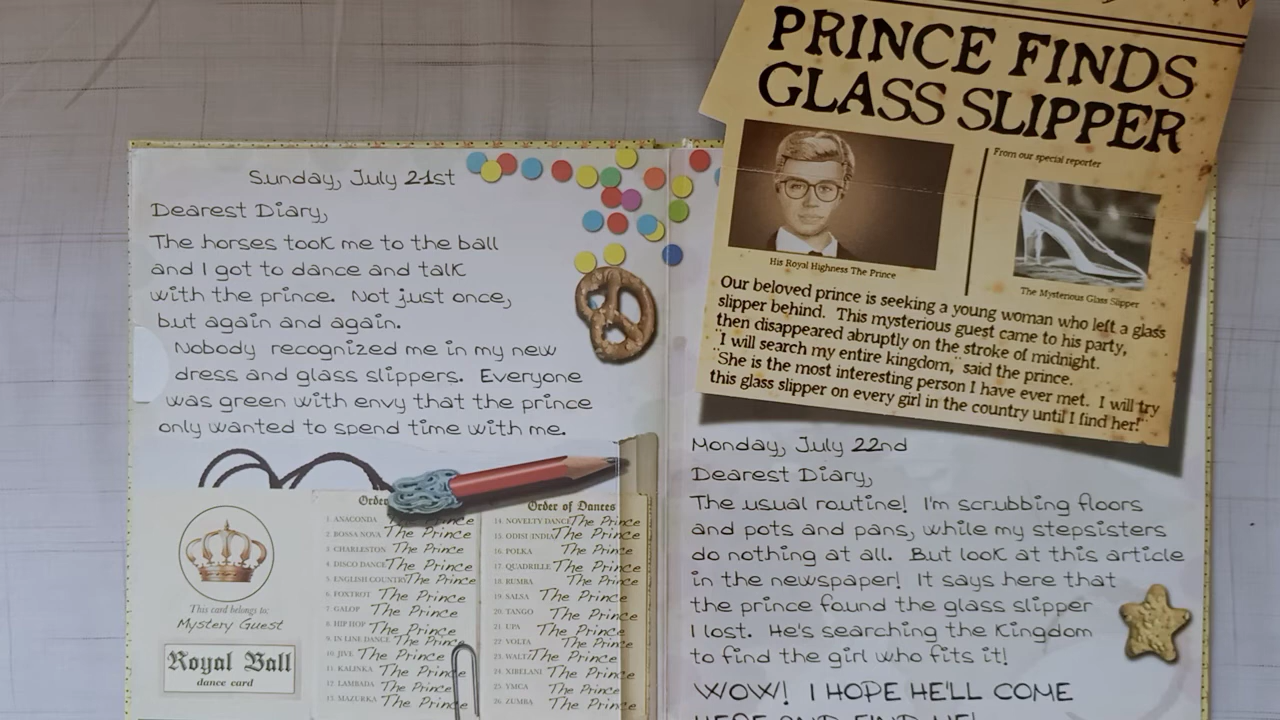 Sunday, July 21st
Dearest Diary,
The horses took me to the ball
and I got to dance and talk
with the prince. Not just once,
but again and again.
Nobody recognized me in my new
dress and glass slippers. Everyone
was green with envy that the prince
only wanted to spend time with me.
This card belongs to:
Mystery Guest
Royal Ball
dance card
Order
1. ANACONDA The Prince
2. BOSSA NOVA The Prince
3. CHARLESTON The Prince
4. DISCO DANCE The Prince
5. ENGLISH COUNTRY The Prince
6. FOXTROT The Prince
7. GALOP The Prince
8. HIP HOP The Prince
9. IN LINE DANCE The Prince
10. JIVE The Prince
11. KALINKA The Prince
12. LAMBADA The Prince
13. MAZURKA The Prince
Order of Dances
14. NOVELTY DANCE The Prince
15. ODISI (INDIA) The Prince
16. POLKA The Prince
17. QUADRILLE The Prince
18. RUMBA The Prince
19. SALSA The Prince
20. TANGO The Prince
21. UPA The Prince
22. VOLTA The Prince
23. WALTZ The Prince
24. XIBELANI The Prince
25. YMCA The Prince
26. ZUMBA The Prince
PRINCE FINDS
GLASS SLIPPER
From our special reporter
His Royal Highness The Prince
The Mysterious Glass Slipper
Our beloved prince is seeking a young woman who left a glass
slipper behind. This mysterious guest came to his party,
then disappeared abruptly on the stroke of midnight.
"I will search my entire kingdom," said the prince.
"She is the most interesting person I have ever met. I will try
this glass slipper on every girl in the country until I find her!"
Monday, July 22nd
Dearest Diary,
The usual routine! I'm scrubbing floors
and pots and pans, while my stepsisters
do nothing at all. But look at this article
in the newspaper! It says here that
the prince found the glass slipper
I lost. He's searching the Kingdom
to find the girl who fits it!
WOW! I HOPE HE'LL COME
HERE AND FIND ME!